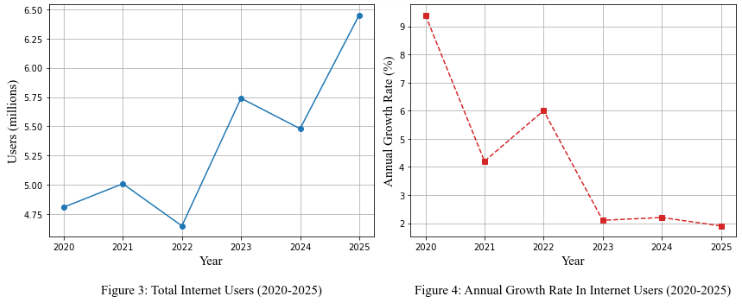 6.50
6.25
6.00
5.75
5.50
5.25
5.00
4.75
Users (millions)
2020 2021 2022 2023 2024 2025
Year
Figure 3: Total Internet Users (2020-2025)
9
8
7
6
5
4
3
2
Annual Growth Rate (%)
2020 2021 2022 2023 2024 2025
Year
Figure 4: Annual Growth Rate In Internet Users (2020-2025)